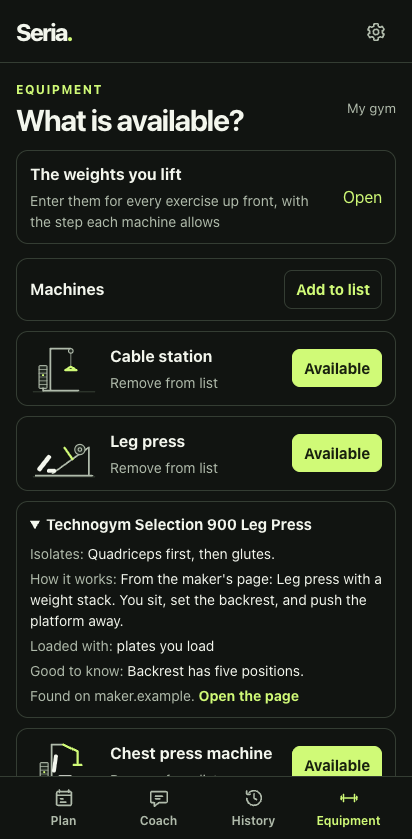 Seria.
EQUIPMENT
What is available?
My gym
The weights you lift
Enter them for every exercise up front, with
the step each machine allows
Open
Machines
Add to list
Cable station
Remove from list
Available
Leg press
Remove from list
Available
▼ Technogym Selection 900 Leg Press
Isolates: Quadriceps first, then glutes.
How it works: From the maker's page: Leg press with a
weight stack. You sit, set the backrest, and push the
platform away.
Loaded with: plates you load
Good to know: Backrest has five positions.
Found on maker.example. Open the page
Chest press machine
Available
Plan
Coach
History
Equipment